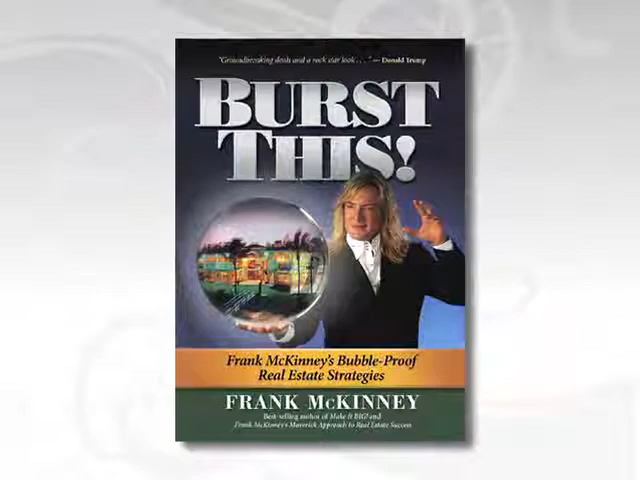 "Groundbreaking deals and a rock star look . . ." — Donald Trump
BURST
THIS!
Frank McKinney's Bubble-Proof
Real Estate Strategies
FRANK McKINNEY
Best-selling author of Make It BIG! and
Frank McKinney's Maverick Approach to Real Estate Success